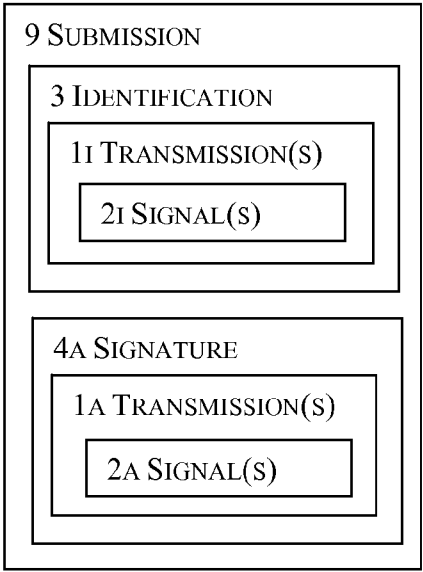 9 SUBMISSION
3 IDENTIFICATION
1I TRANSMISSION(S)
2I SIGNAL(S)
4A SIGNATURE
1A TRANSMISSION(S)
2A SIGNAL(S)